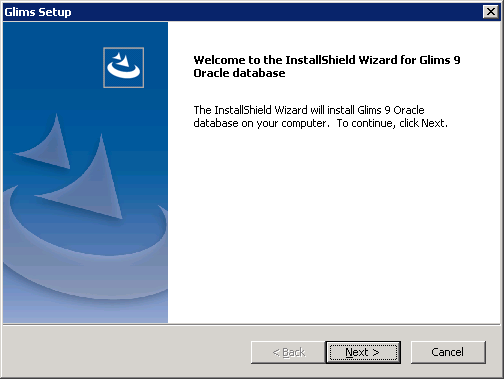 Glims Setup
Welcome to the InstallShield Wizard for Glims 9
Oracle database
The InstallShield Wizard will install Glims 9 Oracle
database on your computer.  To continue, click Next.
< Back
Next >
Cancel